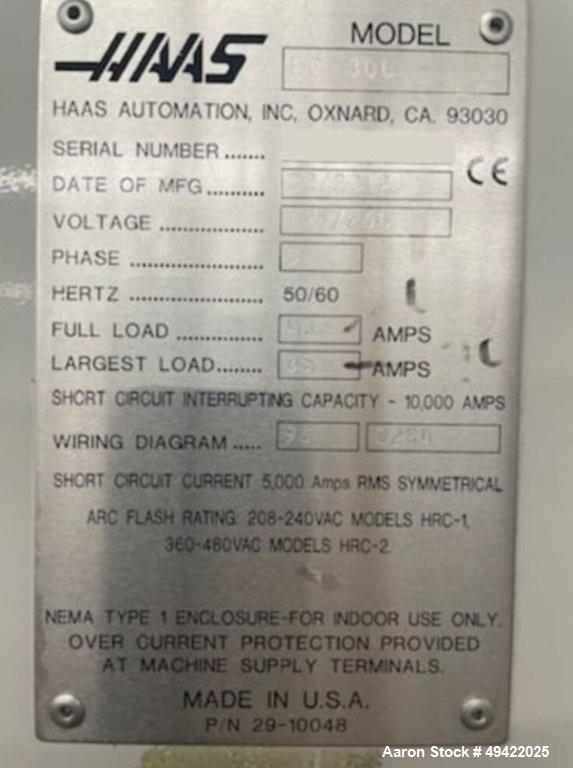 HAAS
MODEL
HAAS AUTOMATION, INC, OXNARD, CA. 93030
SERIAL NUMBER .......
CE
DATE OF MFG..........
VOLTAGE ..................
PHASE .......................
HERTZ ....................... 50/60
FULL LOAD ............... AMPS
LARGEST LOAD........ AMPS
SHORT CIRCUIT INTERRUPTING CAPACITY - 10,000 AMPS
WIRING DIAGRAM .....
SHORT CIRCUIT CURRENT 5,000 Amps RMS SYMMETRICAL
ARC FLASH RATING: 208-240VAC MODELS HRC-1,
360-480VAC MODELS HRC-2.
NEMA TYPE 1 ENCLOSURE-FOR INDOOR USE ONLY.
OVER CURRENT PROTECTION PROVIDED
AT MACHINE SUPPLY TERMINALS.
MADE IN U.S.A.
P/N 29-10048
Aaron Stock # 49422025